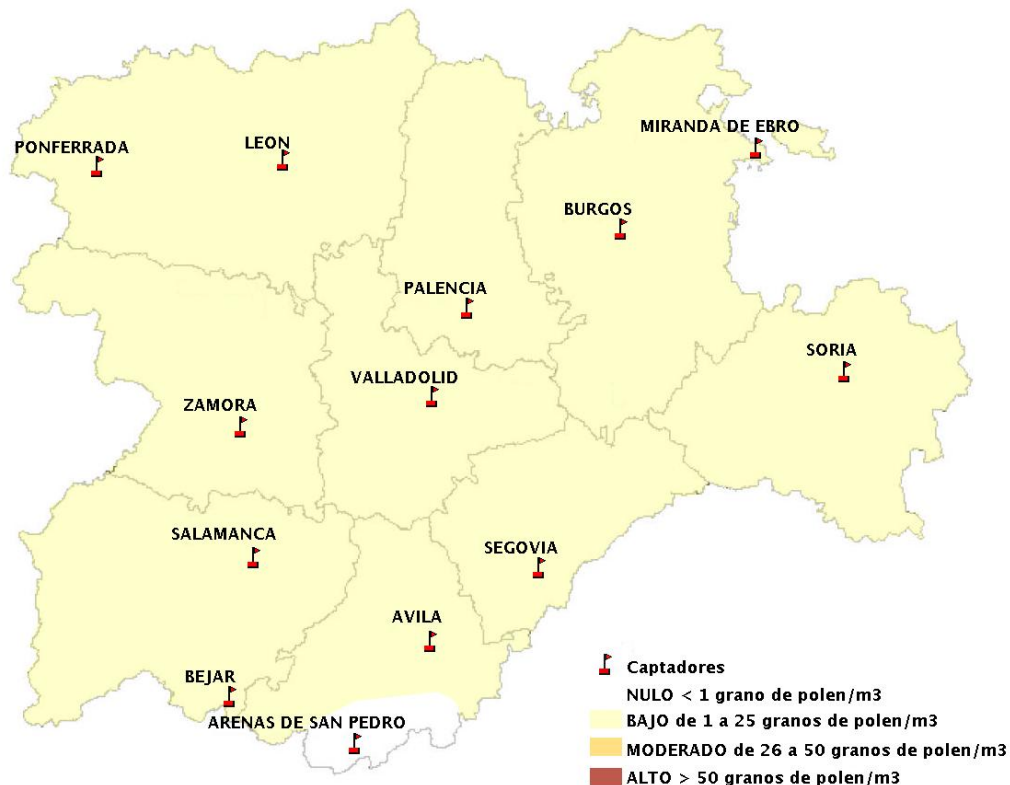 MIRANDA DE EBRO
PONFERRADA
LEON
BURGOS
PALENCIA
SORIA
VALLADOLID
ZAMORA
SALAMANCA
SEGOVIA
AVILA
BEJAR
ARENAS DE SAN PEDRO
Captadores
NULO < 1 grano de polen/m3
BAJO de 1 a 25 granos de polen/m3
MODERADO de 26 a 50 granos de polen/m3
ALTO > 50 granos de polen/m3